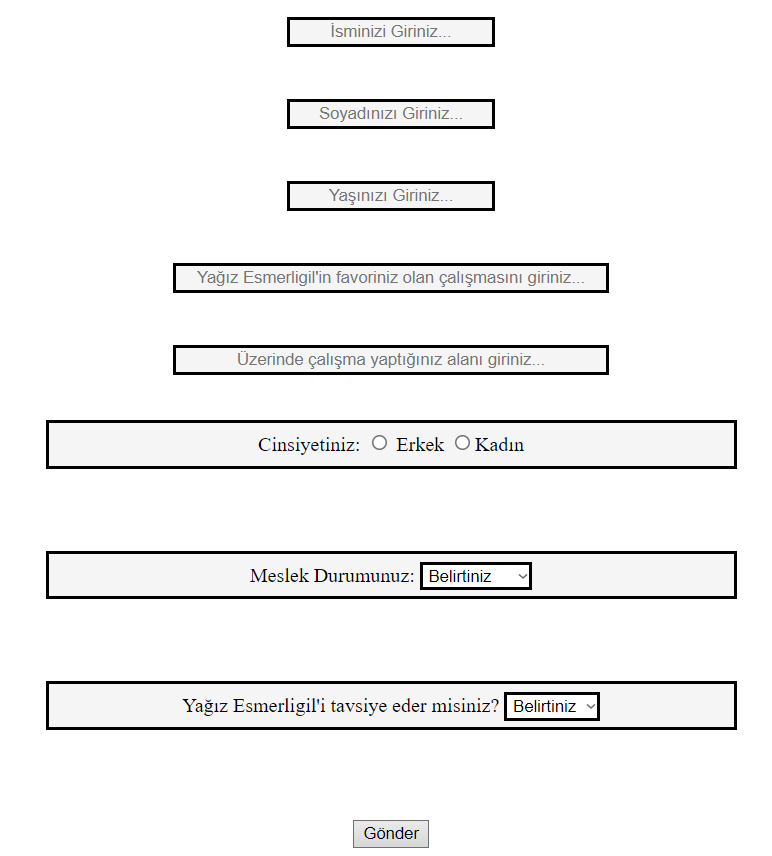 İsminizi Giriniz...
Soyadınızı Giriniz...
Yaşınızı Giriniz...
Yağız Esmerligil'in favoriniz olan çalışmasını giriniz...
Üzerinde çalışma yaptığınız alanı giriniz...
Cinsiyetiniz: Erkek Kadın
Meslek Durumunuz: Belirtiniz
Yağız Esmerligil'i tavsiye eder misiniz? Belirtiniz
Gönder